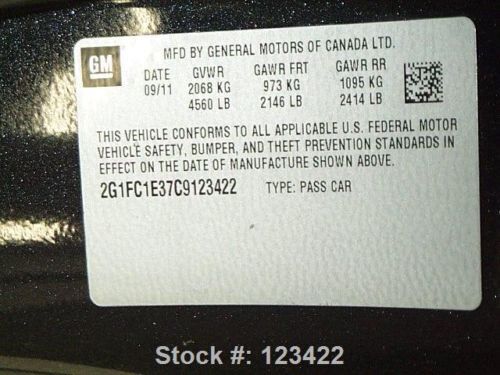 GM
MFD BY GENERAL MOTORS OF CANADA LTD.
DATE GVWR GAWR FRT GAWR RR
09/11 2068 KG 973 KG 1095 KG
4560 LB 2146 LB 2414 LB
THIS VEHICLE CONFORMS TO ALL APPLICABLE U.S. FEDERAL MOTOR
VEHICLE SAFETY, BUMPER, AND THEFT PREVENTION STANDARDS IN
EFFECT ON THE DATE OF MANUFACTURE SHOWN ABOVE.
2G1FC1E37C9123422 TYPE: PASS CAR
Stock #: 123422